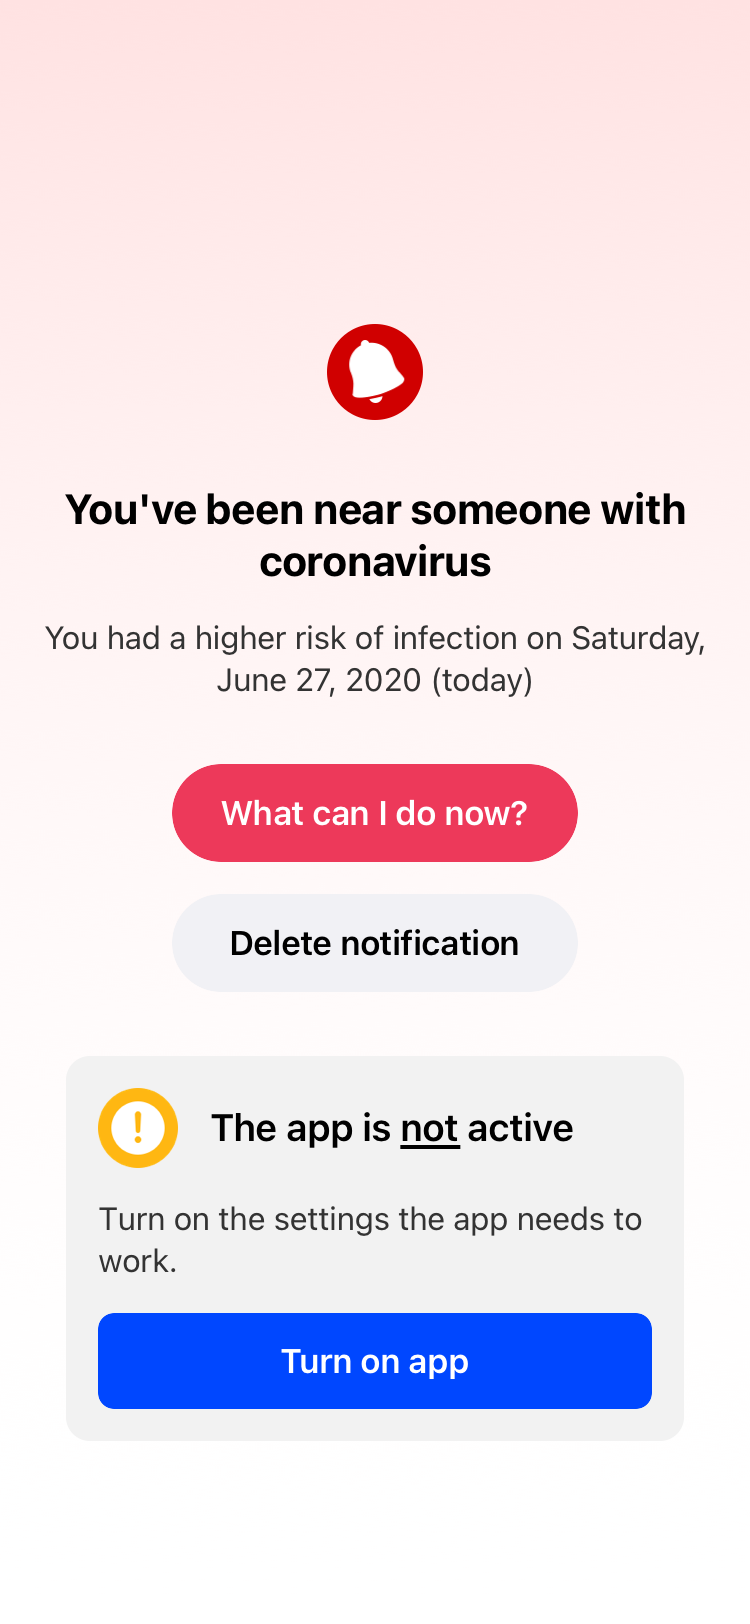 You've been near someone with
coronavirus
You had a higher risk of infection on Saturday,
June 27, 2020 (today)
What can I do now?
Delete notification
The app is not active
Turn on the settings the app needs to
work.
Turn on app